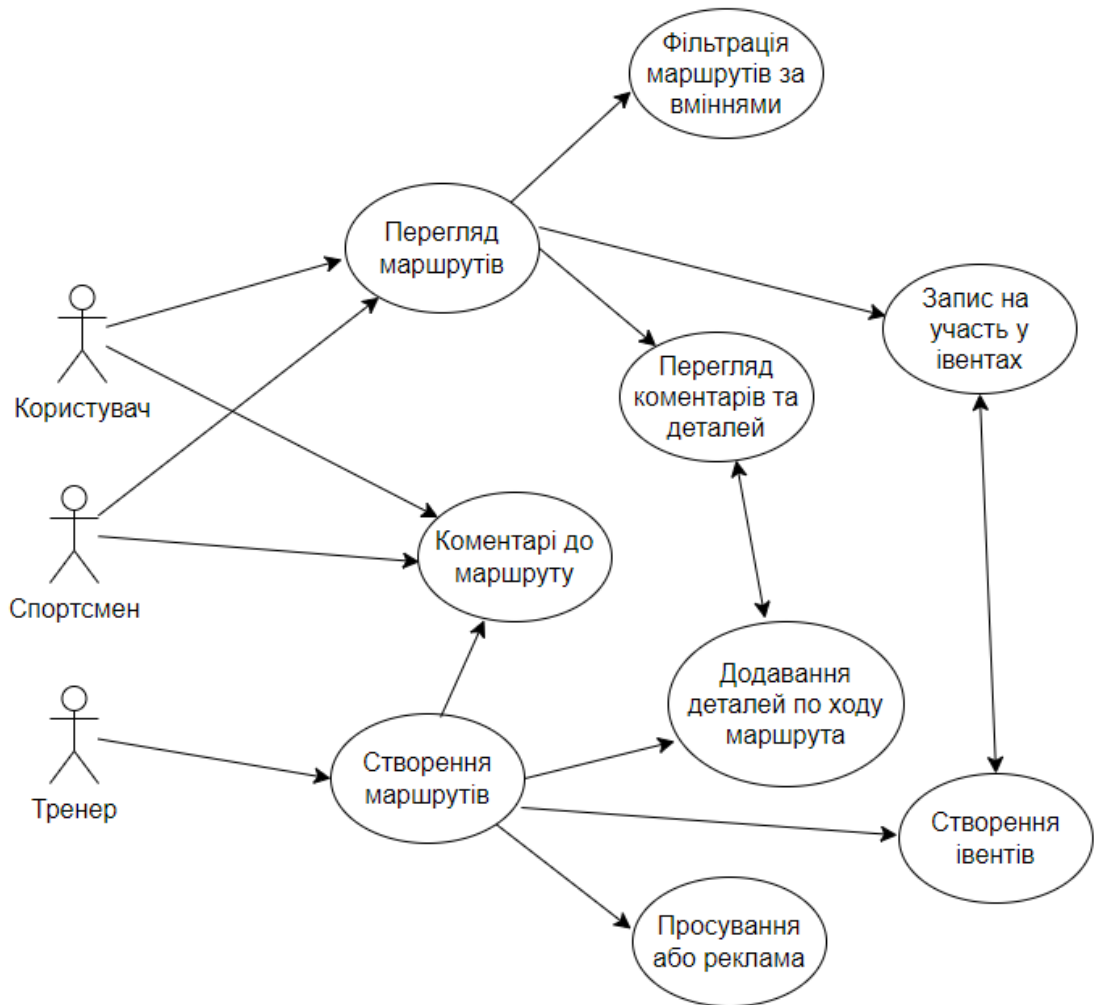 Фільтрація
маршрутів за
вміннями
Перегляд
маршрутів
Запис на
участь у
івентах
Користувач
Перегляд
коментарів та
деталей
Коментарі до
маршруту
Спортсмен
Додавання
деталей по ходу
маршрута
Тренер
Створення
маршрутів
Створення
івентів
Просування
або реклама